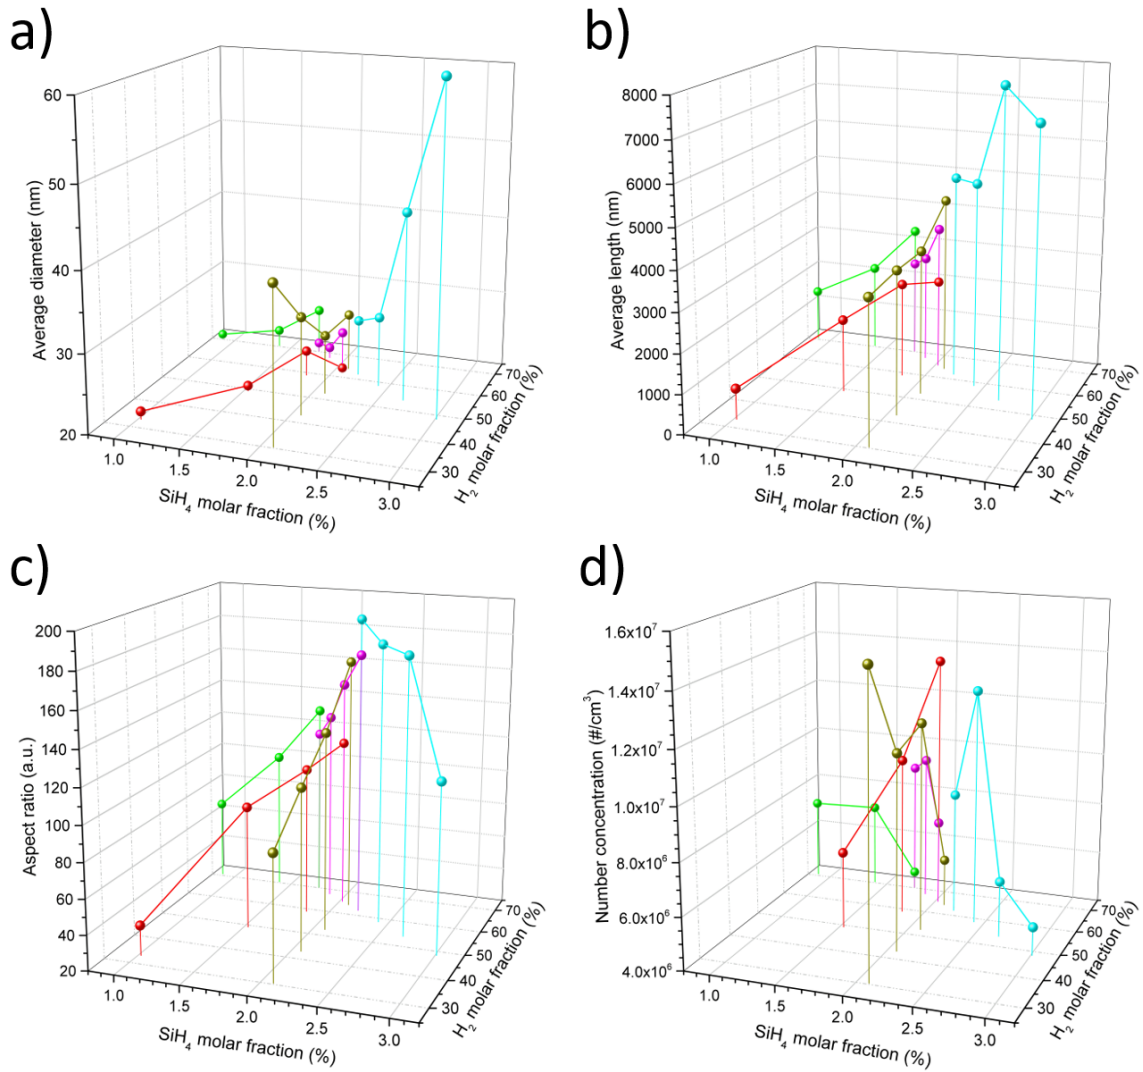 a)
60
50
40
30
20
Average diameter (nm)
1.0
1.5
2.0
2.5
3.0
SiH4 molar fraction (%)
30
40
50
60
70
H2 molar fraction (%)
b)
8000
7000
6000
5000
4000
3000
2000
1000
0
Average length (nm)
1.0
2.0
2.5
3.0
SiH4 molar fraction (%)
30
40
50
60
70
H2 molar fraction (%)
c)
200
180
160
140
120
100
80
60
40
20
Aspect ratio (a.u.)
1.0
1.5
2.0
2.5
3.0
SiH4 molar fraction (%)
30
40
50
60
70
H2 molar fraction (%)
d)
1.6x10^7
1.4x10^7
1.2x10^7
1.0x10^7
8.0x10^6
6.0x10^6
4.0x10^6
Number concentration (#/cm^3)
1.0
2.0
2.5
3.0
SiH4 molar fraction (%)
30
40
50
60
70
H2 molar fraction (%)